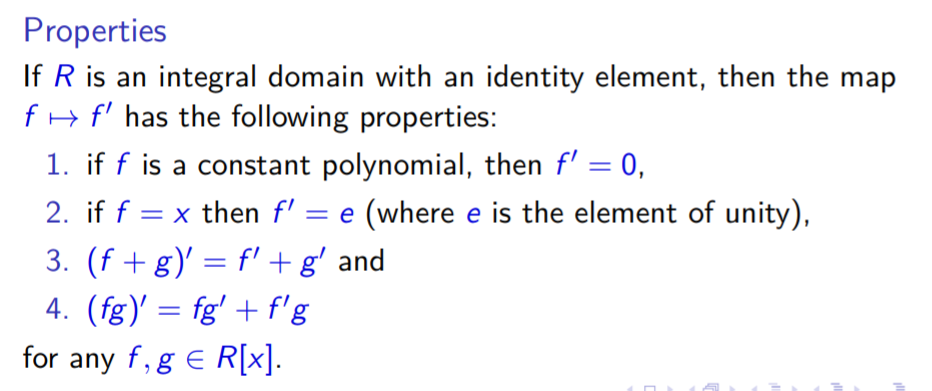 Properties
If R is an integral domain with an identity element, then the map
f ↦ f′ has the following properties:
1. if f is a constant polynomial, then f′ = 0,
2. if f = x then f′ = e (where e is the element of unity),
3. (f + g)′ = f′ + g′ and
4. (fg)′ = fg′ + f′g
for any f, g ∈ R[x].